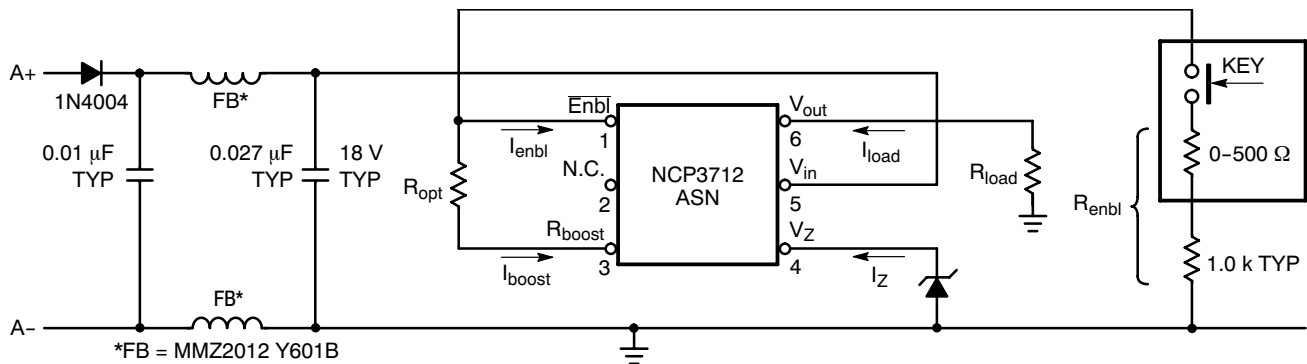 A+
1N4004
FB*
0.01 μF
TYP
0.027 μF
TYP
18 V
TYP
Enbl
1
I_enbl
N.C.
2
R_opt
R_boost
3
I_boost
NCP3712
ASN
V_out
6
I_load
V_in
5
V_Z
4
I_Z
R_load
KEY
0–500 Ω
R_enbl
1.0 k TYP
A–
FB*
*FB = MMZ2012 Y601B